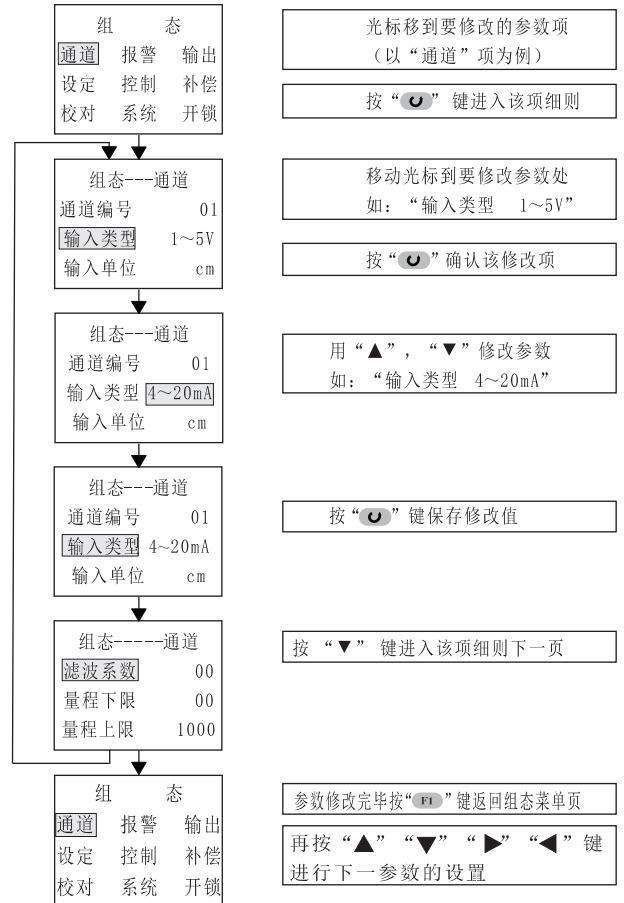 组 态
通道 报警 输出
设定 控制 补偿
校对 系统 开锁
光标移到要修改的参数项
（以“通道”项为例）
按“ ”键进入该项细则
组态---通道
通道编号 01
输入类型 1～5V
输入单位 cm
移动光标到要修改参数处
如：“输入类型 1～5V”
按“ ”确认该修改项
组态---通道
通道编号 01
输入类型 4～20mA
输入单位 cm
用“▲”，“▼”修改参数
如：“输入类型 4～20mA”
组态---通道
通道编号 01
输入类型 4～20mA
输入单位 cm
按“ ”键保存修改值
组态-----通道
滤波系数 00
量程下限 00
量程上限 1000
按 “▼” 键进入该项细则下一页
组 态
通道 报警 输出
设定 控制 补偿
校对 系统 开锁
参数修改完毕按“F1”键返回组态菜单页
再按“▲” “▼” “▶” “◀”键
进行下一参数的设置